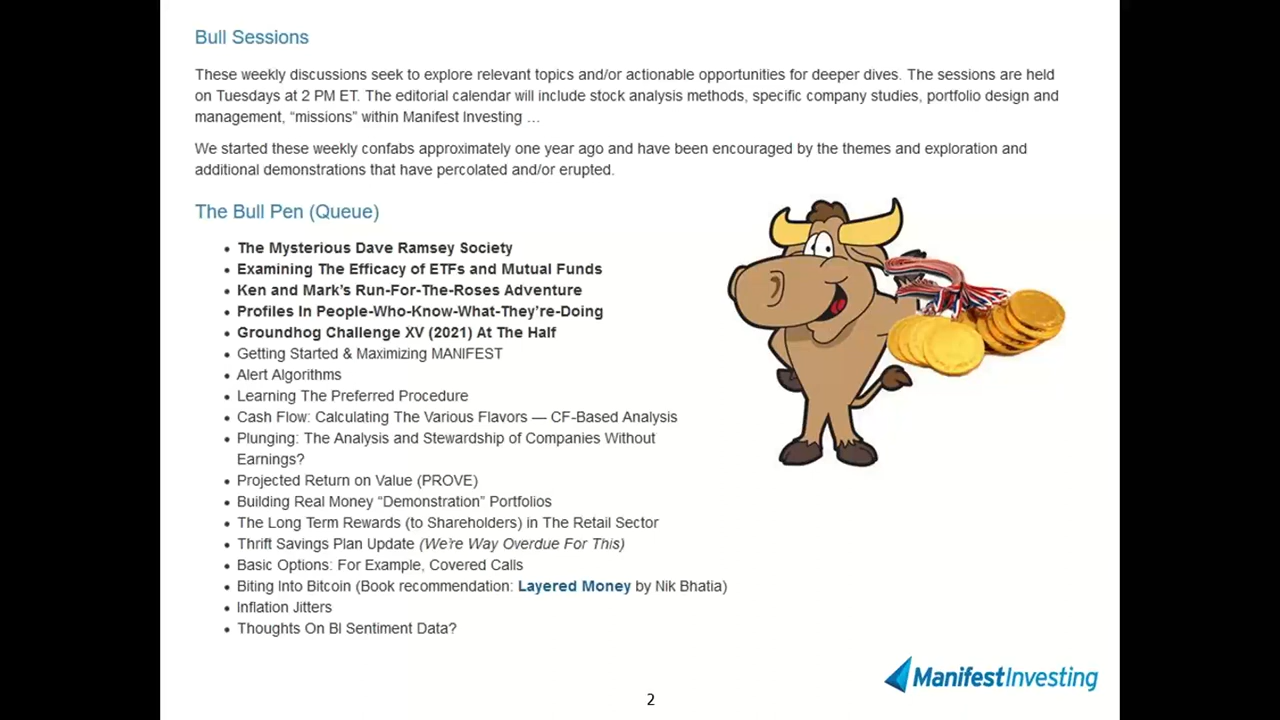 Bull Sessions
These weekly discussions seek to explore relevant topics and/or actionable opportunities for deeper dives. The sessions are held
on Tuesdays at 2 PM ET. The editorial calendar will include stock analysis methods, specific company studies, portfolio design and
management, “missions” within Manifest Investing …
We started these weekly confabs approximately one year ago and have been encouraged by the themes and exploration and
additional demonstrations that have percolated and/or erupted.
The Bull Pen (Queue)
• The Mysterious Dave Ramsey Society
• Examining The Efficacy of ETFs and Mutual Funds
• Ken and Mark’s Run-For-The-Roses Adventure
• Profiles In People-Who-Know-What-They’re-Doing
• Groundhog Challenge XV (2021) At The Half
• Getting Started & Maximizing MANIFEST
• Alert Algorithms
• Learning The Preferred Procedure
• Cash Flow: Calculating The Various Flavors — CF-Based Analysis
• Plunging: The Analysis and Stewardship of Companies Without
Earnings?
• Projected Return on Value (PROVE)
• Building Real Money “Demonstration” Portfolios
• The Long Term Rewards (to Shareholders) in The Retail Sector
• Thrift Savings Plan Update (We’re Way Overdue For This)
• Basic Options: For Example, Covered Calls
• Biting Into Bitcoin (Book recommendation: Layered Money by Nik Bhatia)
• Inflation Jitters
• Thoughts On BI Sentiment Data?
ManifestInvesting
2